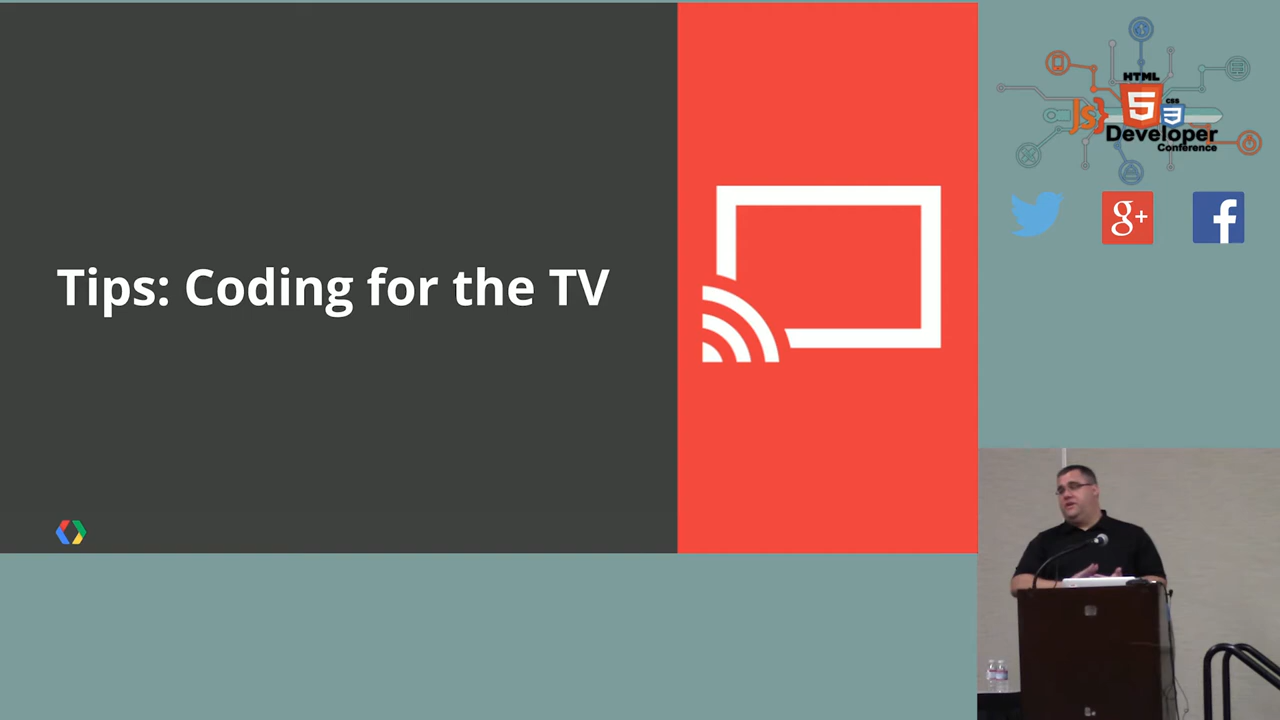 Tips: Coding for the TV
HTML
JS}
5
CSS
3
Developer
Conference
g+
f